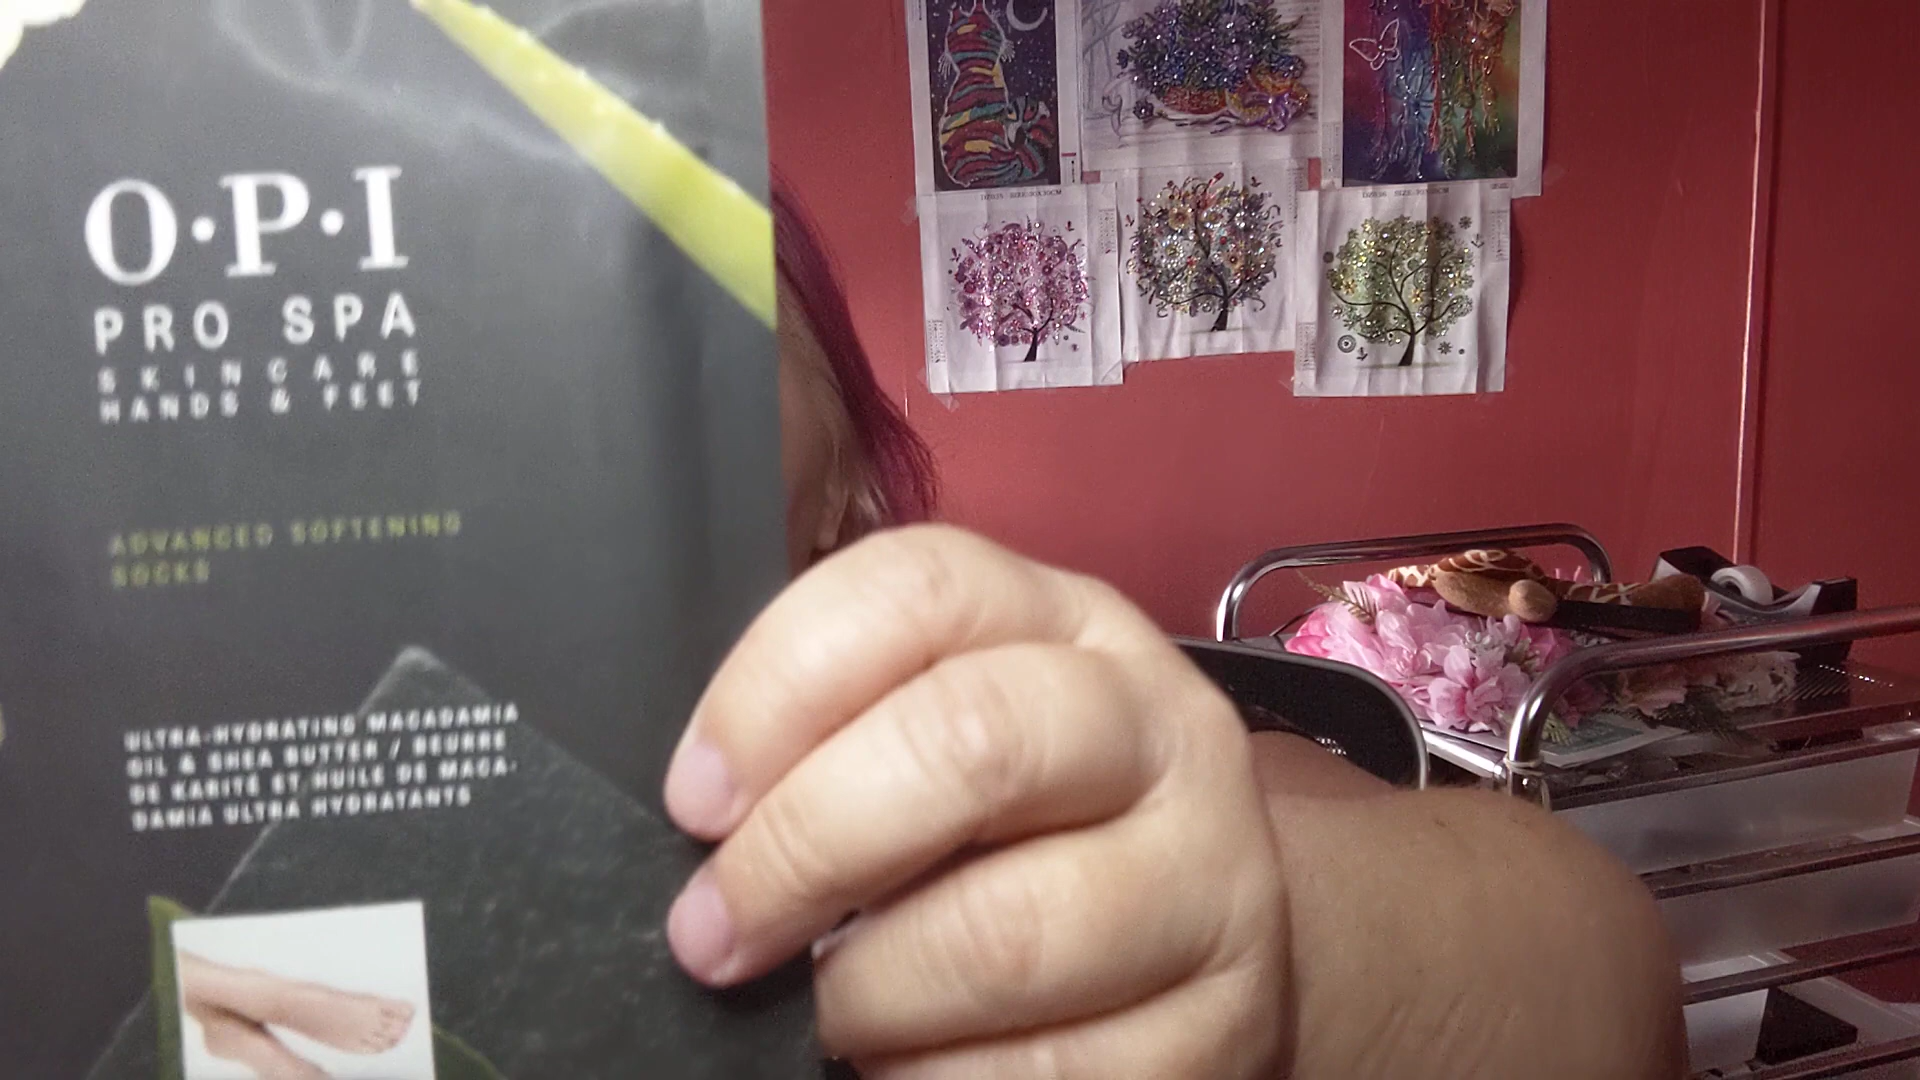 O·P·I
PRO SPA
SKINCARE
HANDS & FEET
ADVANCED SOFTENING
SOCKS
ULTRA-HYDRATING MACADAMIA
OIL & SHEA BUTTER / BEURRE
DE KARITÉ ET HUILE DE MACA-
DAMIA ULTRA HYDRATANTS